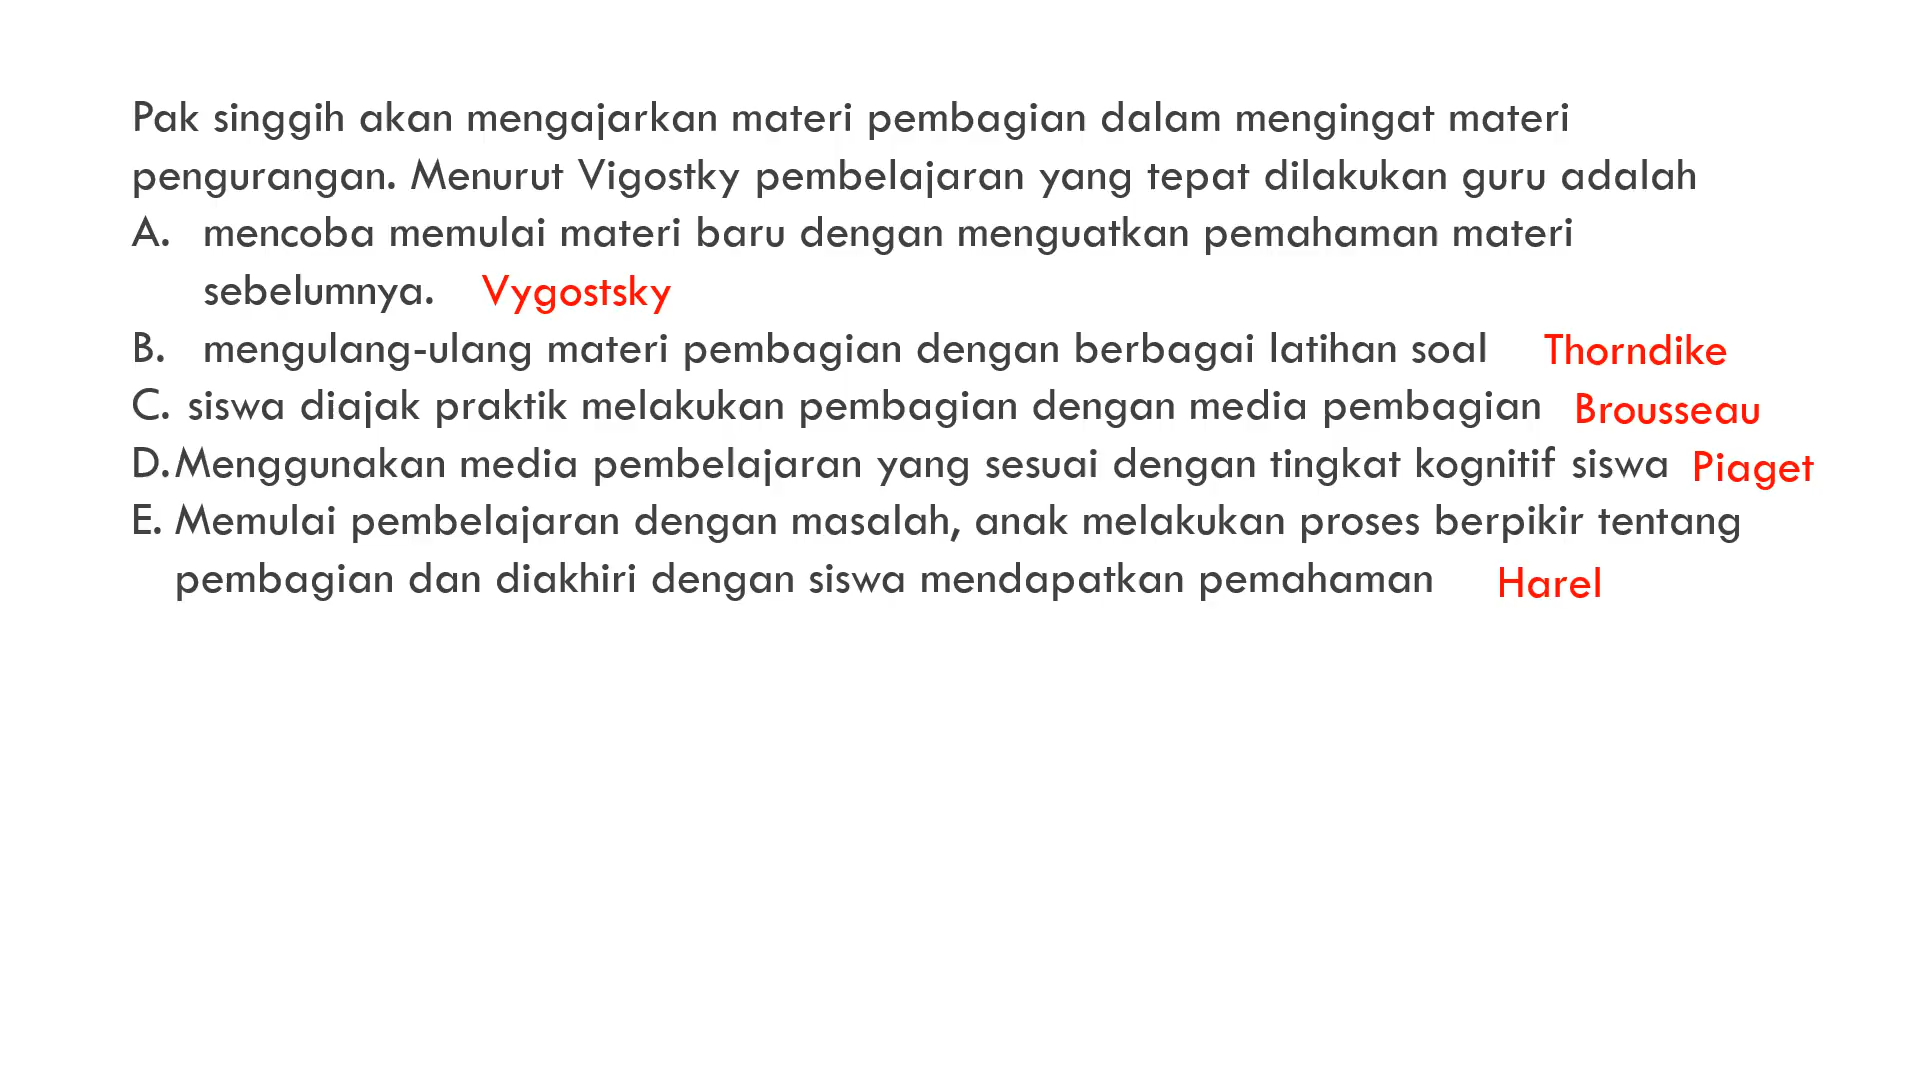 Pak singgih akan mengajarkan materi pembagian dalam mengingat materi
pengurangan. Menurut Vigostky pembelajaran yang tepat dilakukan guru adalah
A. mencoba memulai materi baru dengan menguatkan pemahaman materi
sebelumnya. Vygostsky
B. mengulang-ulang materi pembagian dengan berbagai latihan soal Thorndike
C. siswa diajak praktik melakukan pembagian dengan media pembagian Brousseau
D. Menggunakan media pembelajaran yang sesuai dengan tingkat kognitif siswa Piaget
E. Memulai pembelajaran dengan masalah, anak melakukan proses berpikir tentang
pembagian dan diakhiri dengan siswa mendapatkan pemahaman Harel